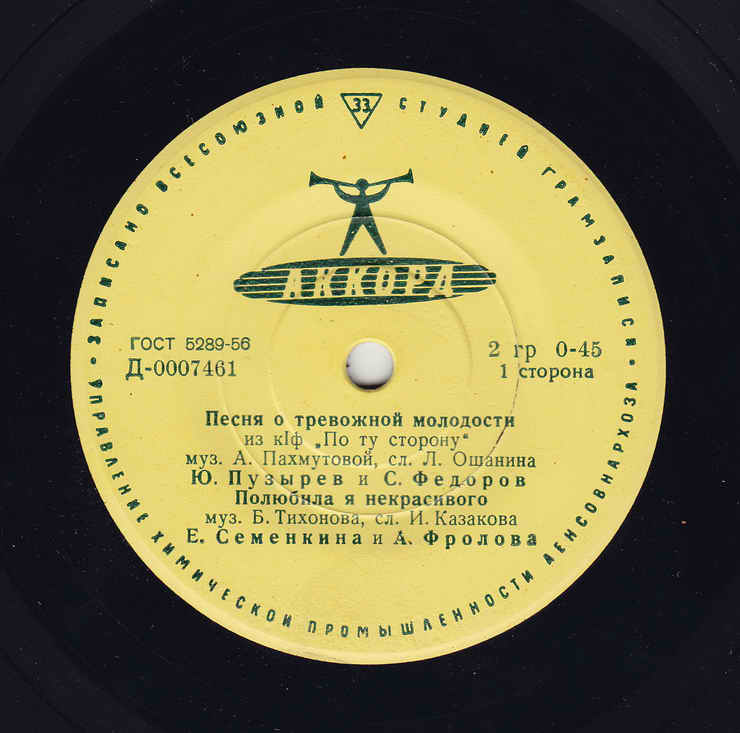 ЗАПИСАНО ВСЕСОЮЗНОЙ 33 СТУДИЕЙ ГРАМЗАПИСИ
АККОРД
ГОСТ 5289-56
Д-0007461
2 гр 0-45
1 сторона
Песня о тревожной молодости
из к|ф „По ту сторону“
муз. А. Пахмутовой, сл. Л. Ошанина
Ю. Пузырев и С. Федоров
Полюбила я некрасивого
муз. Б. Тихонова, сл. И. Казакова
Е. Семенкина и А. Фролова
УПРАВЛЕНИЕ ХИМИЧЕСКОЙ ПРОМЫШЛЕННОСТИ ЛЕНСОВНАРХОЗА